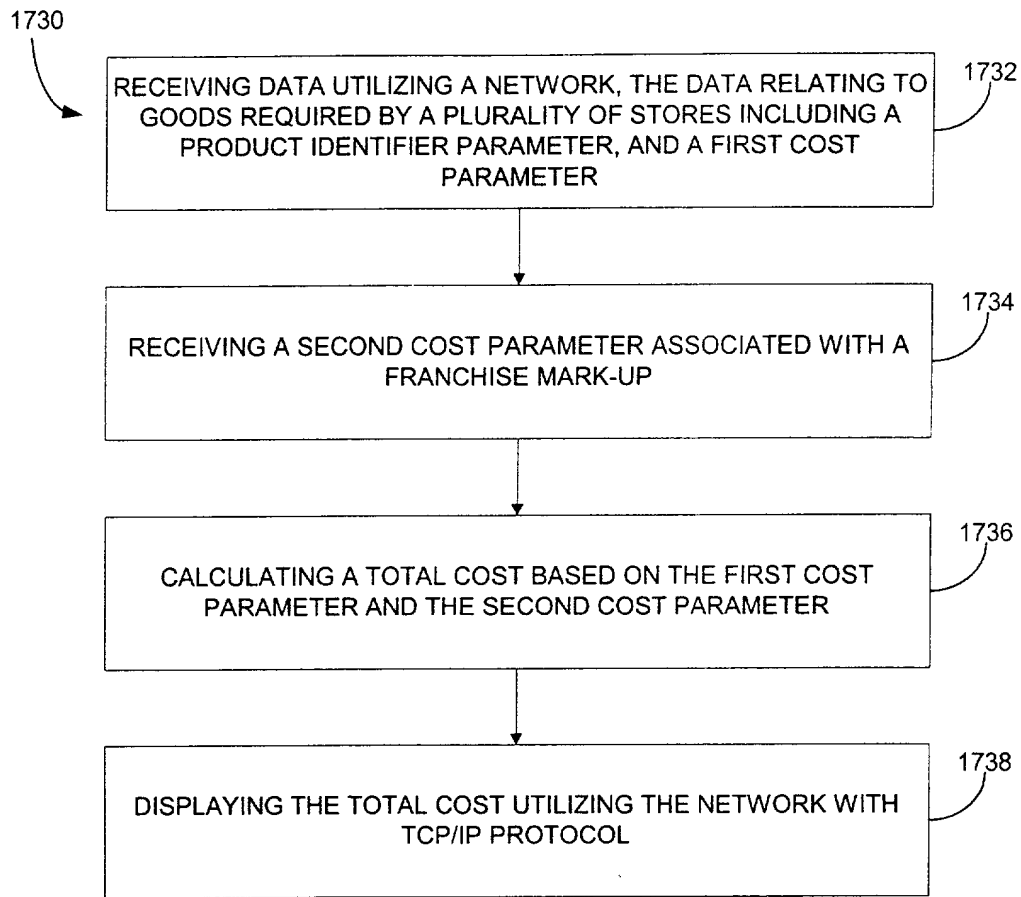 1730
RECEIVING DATA UTILIZING A NETWORK, THE DATA RELATING TO
GOODS REQUIRED BY A PLURALITY OF STORES INCLUDING A
PRODUCT IDENTIFIER PARAMETER, AND A FIRST COST
PARAMETER
1732
RECEIVING A SECOND COST PARAMETER ASSOCIATED WITH A
FRANCHISE MARK-UP
1734
CALCULATING A TOTAL COST BASED ON THE FIRST COST
PARAMETER AND THE SECOND COST PARAMETER
1736
DISPLAYING THE TOTAL COST UTILIZING THE NETWORK WITH
TCP/IP PROTOCOL
1738